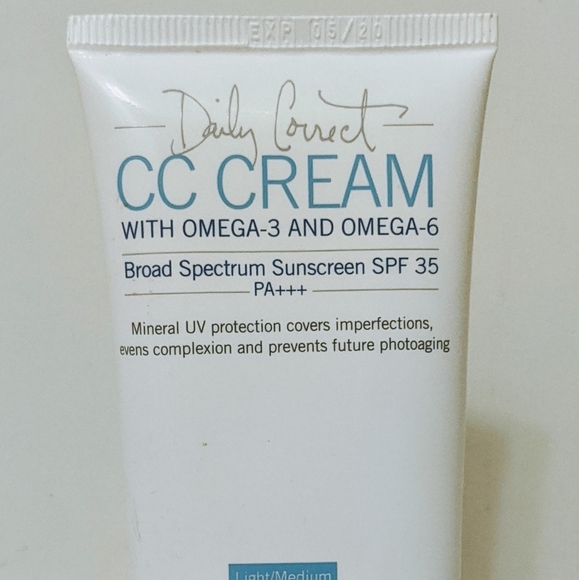 EXP 05/20
Daily Correct
CC CREAM
WITH OMEGA-3 AND OMEGA-6
Broad Spectrum Sunscreen SPF 35
PA+++
Mineral UV protection covers imperfections,
evens complexion and prevents future photoaging
Light/Medium